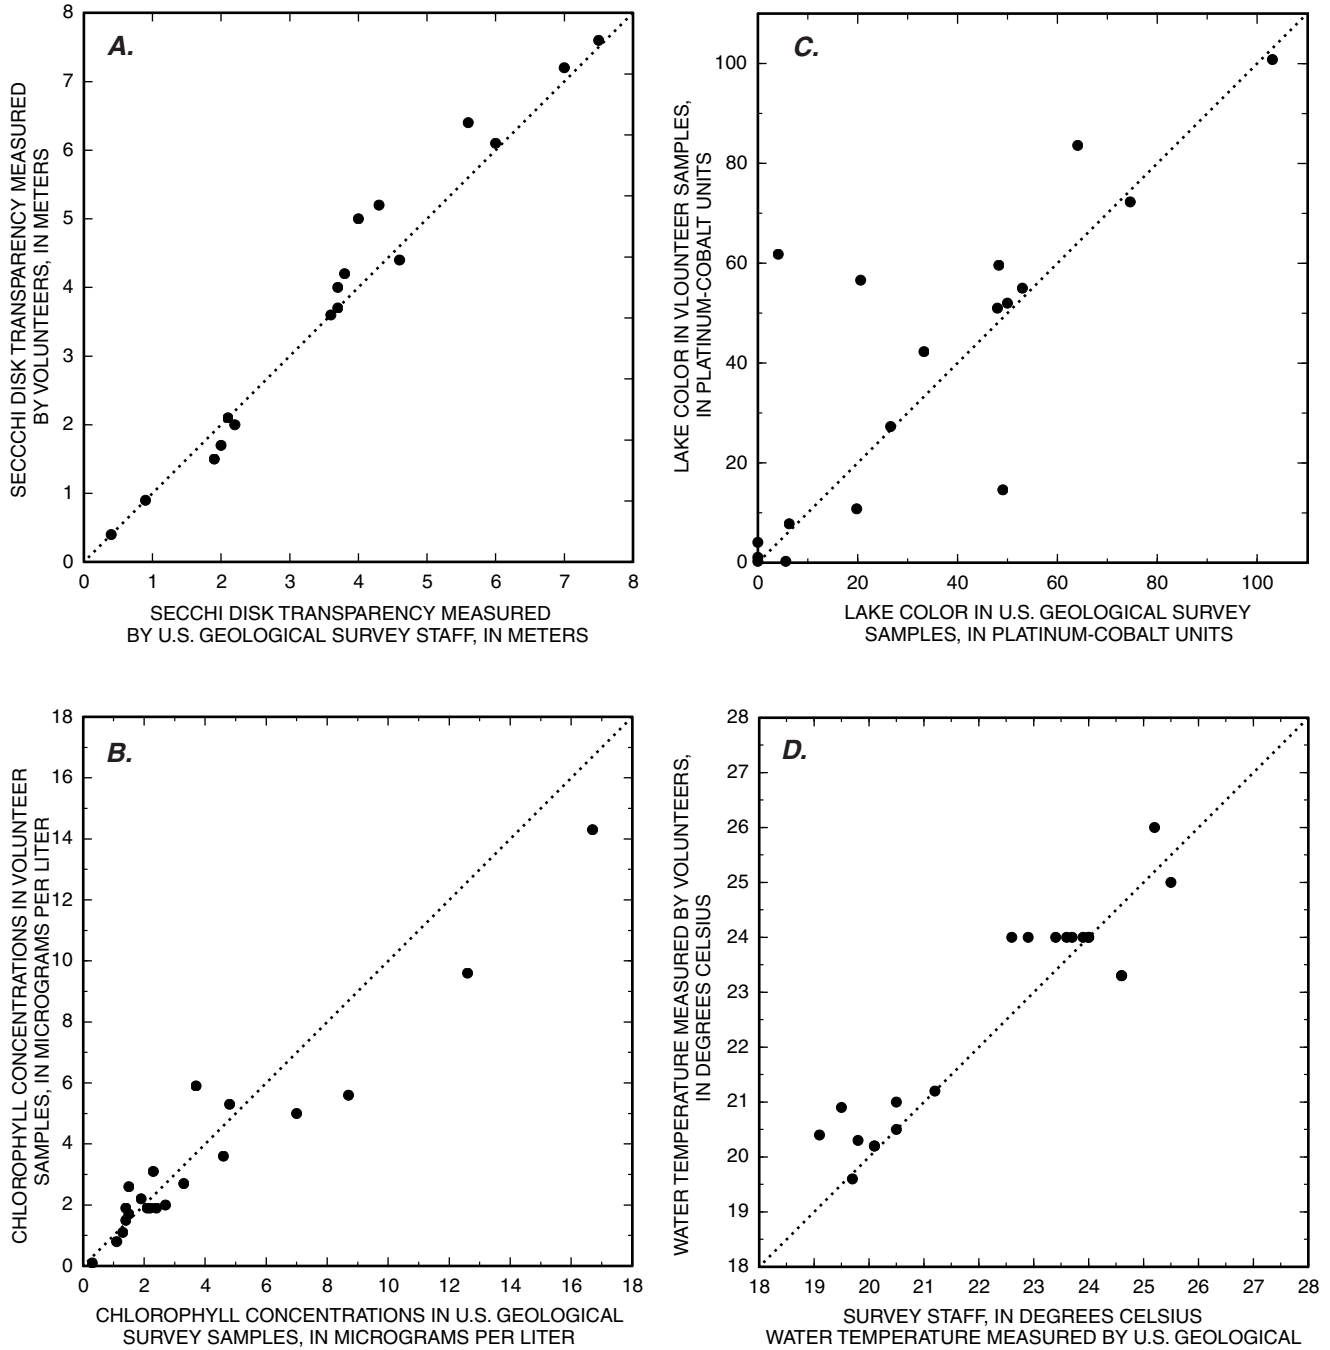 A.
SECCCHI DISK TRANSPARENCY MEASURED
BY VOLUNTEERS, IN METERS
8
7
6
5
4
3
2
1
0
0 1 2 3 4 5 6 7 8
SECCHI DISK TRANSPARENCY MEASURED
BY U.S. GEOLOGICAL SURVEY STAFF, IN METERS
C.
LAKE COLOR IN VLOUNTEER SAMPLES,
IN PLATINUM-COBALT UNITS
100
80
60
40
20
0
0 20 40 60 80 100
LAKE COLOR IN U.S. GEOLOGICAL SURVEY
SAMPLES, IN PLATINUM-COBALT UNITS
B.
CHLOROPHYLL CONCENTRATIONS IN VOLUNTEER
SAMPLES, IN MICROGRAMS PER LITER
18
16
14
12
10
8
6
4
2
0
0 2 4 6 8 10 12 14 16 18
CHLOROPHYLL CONCENTRATIONS IN U.S. GEOLOGICAL
SURVEY SAMPLES, IN MICROGRAMS PER LITER
D.
WATER TEMPERATURE MEASURED BY VOLUNTEERS,
IN DEGREES CELSIUS
28
27
26
25
24
23
22
21
20
19
18
18 19 20 21 22 23 24 25 26 27 28
SURVEY STAFF, IN DEGREES CELSIUS
WATER TEMPERATURE MEASURED BY U.S. GEOLOGICAL